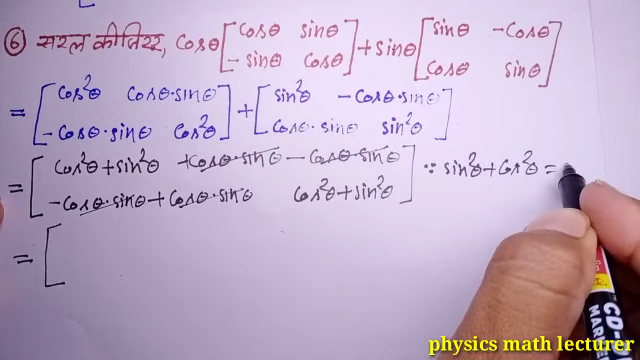 ⑥ सरल कीजिए, cosθ [cosθ sinθ -sinθ cosθ] + sinθ [sinθ -cosθ cosθ sinθ]
= [cos²θ cosθ·sinθ -cosθ·sinθ cos²θ] + [sin²θ -cosθ·sinθ cosθ·sinθ sin²θ]
= [cos²θ+sin²θ +cosθ·sinθ-cosθ·sinθ -cosθ·sinθ+cosθ·sinθ cos²θ+sin²θ] ∵ sin²θ+cos²θ=
= [
CD-
MARKE
physics math lecturer